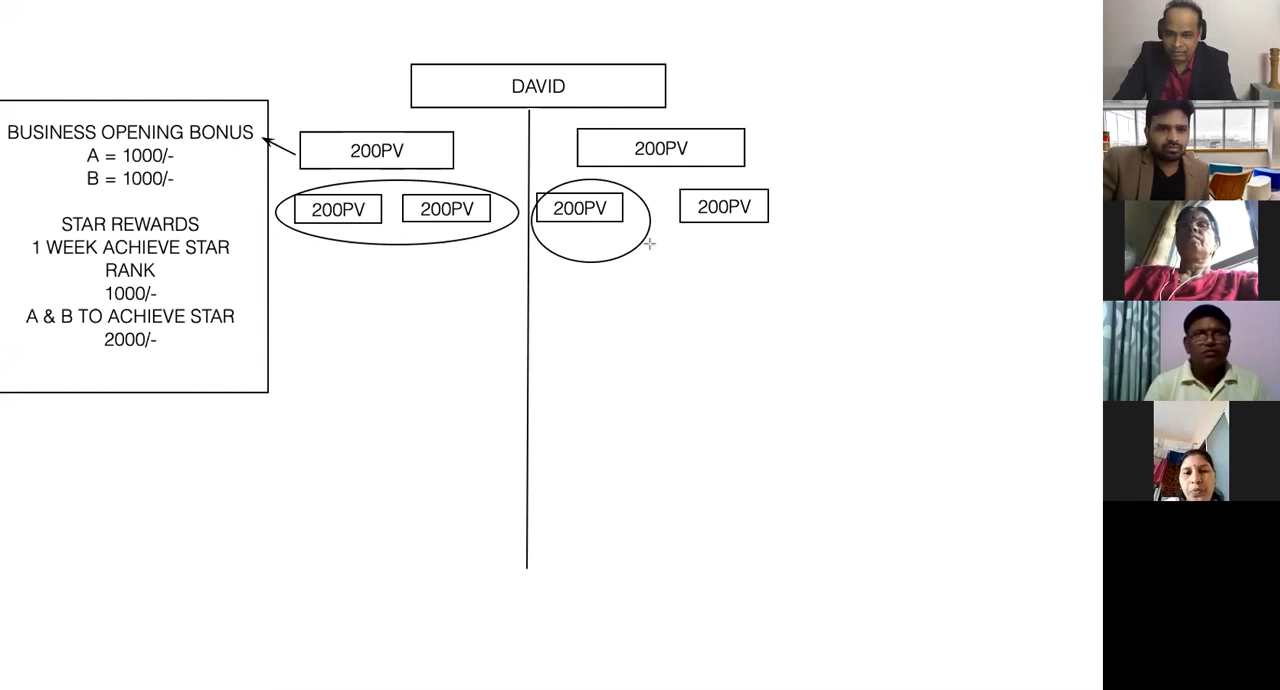 DAVID
BUSINESS OPENING BONUS
A = 1000/-
B = 1000/-
STAR REWARDS
1 WEEK ACHIEVE STAR
RANK
1000/-
A & B TO ACHIEVE STAR
2000/-
200PV
200PV
200PV
200PV
200PV
200PV